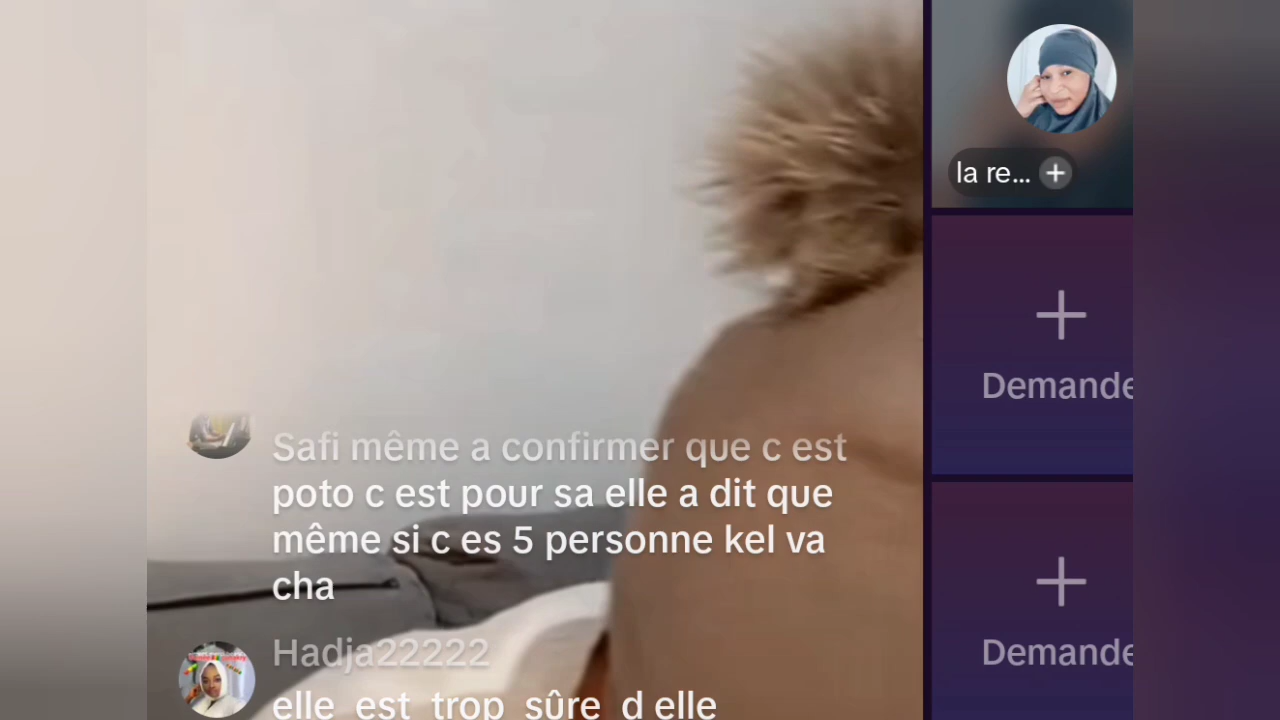 la re...
Demande
Safi même a confirmer que c est
poto c est pour sa elle a dit que
même si c es 5 personne kel va
cha
Hadja22222
elle est trop sûre d elle
Demande